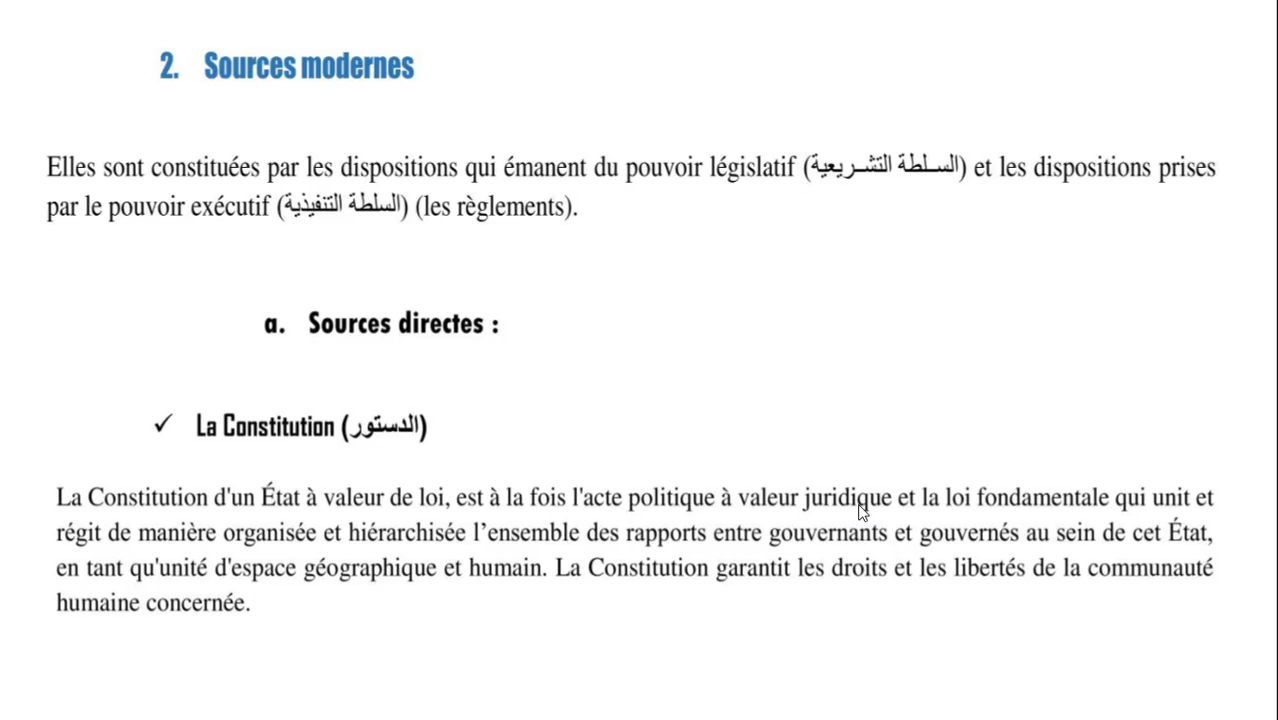 2. Sources modernes
Elles sont constituées par les dispositions qui émanent du pouvoir législatif (السلطة التشريعية) et les dispositions prises
par le pouvoir exécutif (السلطة التنفيذية) (les règlements).
a. Sources directes :
✓ La Constitution (الدستور)
La Constitution d'un État à valeur de loi, est à la fois l'acte politique à valeur juridique et la loi fondamentale qui unit et
régit de manière organisée et hiérarchisée l’ensemble des rapports entre gouvernants et gouvernés au sein de cet État,
en tant qu'unité d'espace géographique et humain. La Constitution garantit les droits et les libertés de la communauté
humaine concernée.